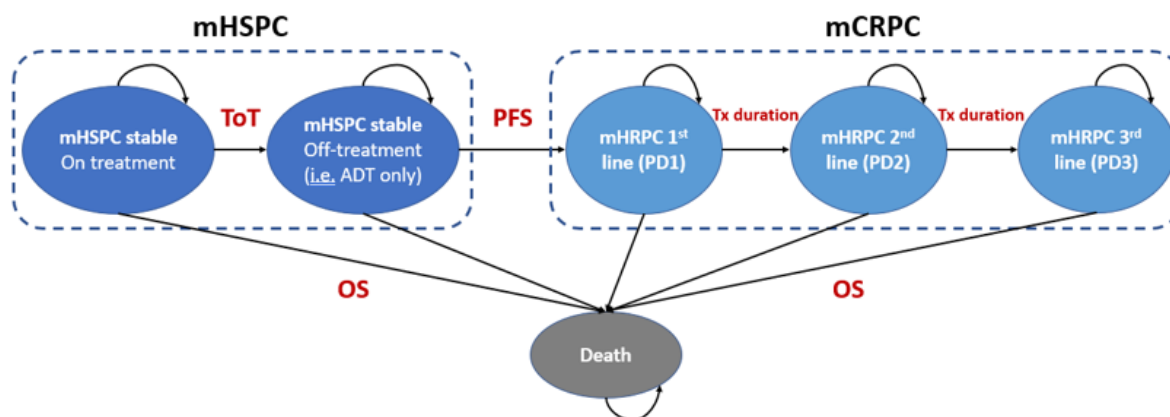 mHSPC
mCRPC
mHSPC stable
On treatment
ToT
mHSPC stable
Off-treatment
(i.e. ADT only)
PFS
mHRPC 1st
line (PD1)
Tx duration
mHRPC 2nd
line (PD2)
Tx duration
mHRPC 3rd
line (PD3)
OS
OS
Death